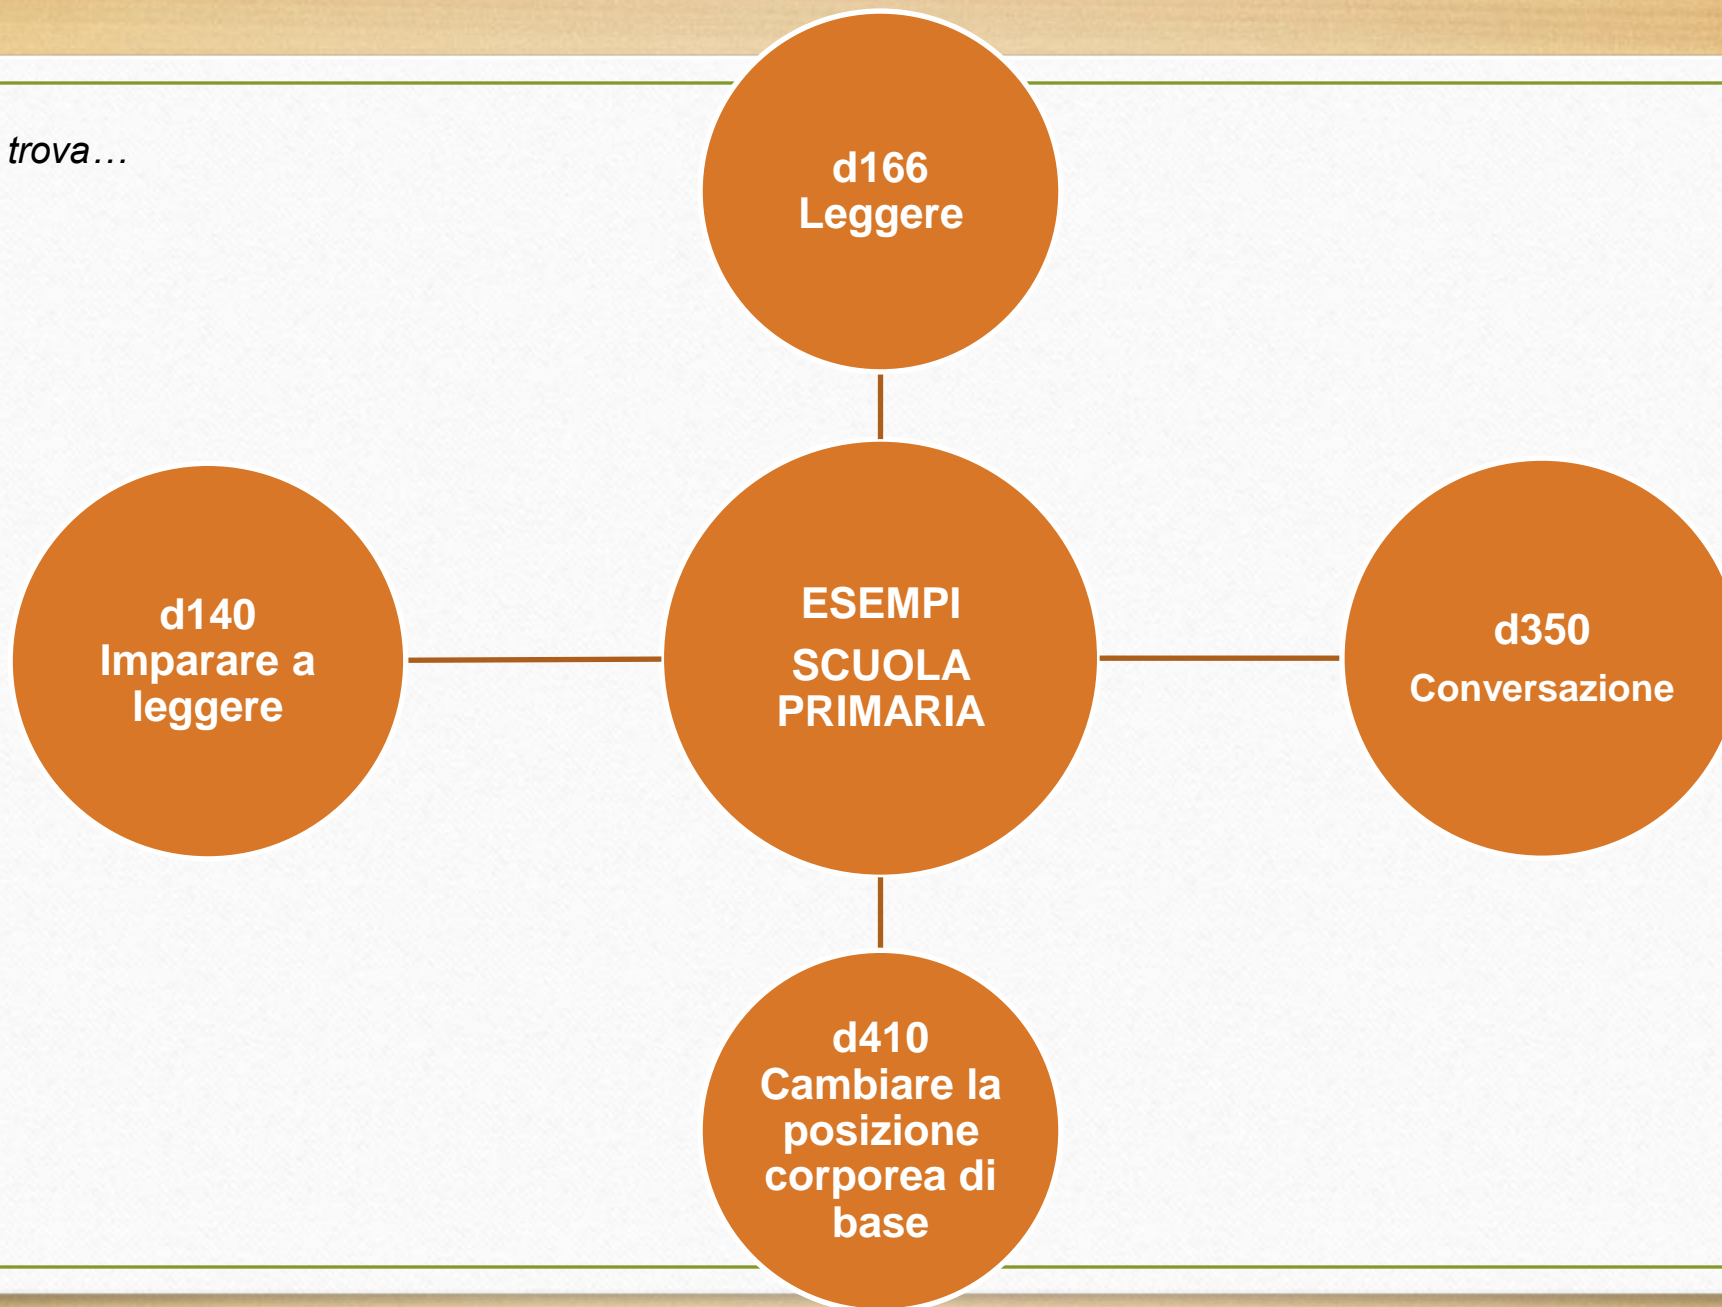 trova…
d166
Leggere
d140
Imparare a
leggere
ESEMPI
SCUOLA
PRIMARIA
d350
Conversazione
d410
Cambiare la
posizione
corporea di
base